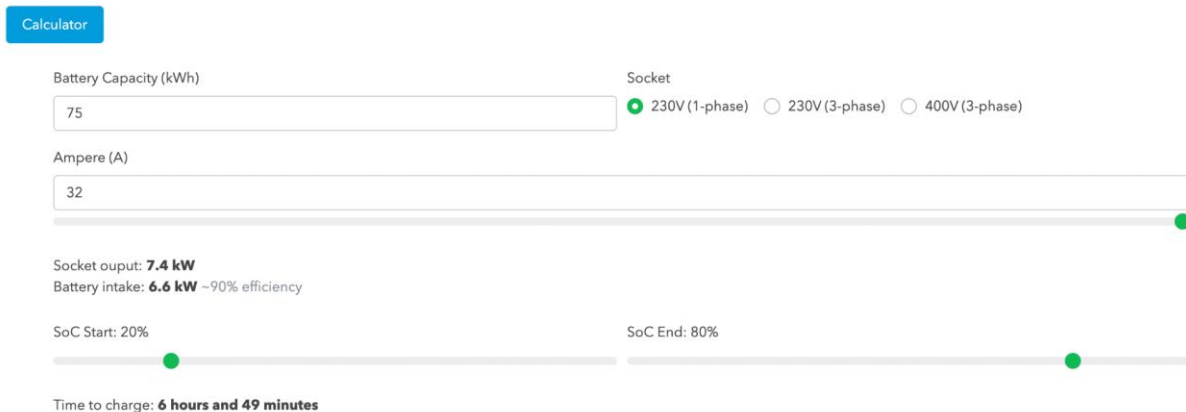 Calculator
Battery Capacity (kWh)
75
Socket
230V (1-phase) 230V (3-phase) 400V (3-phase)
Ampere (A)
32
Socket ouput: 7.4 kW
Battery intake: 6.6 kW ~90% efficiency
SoC Start: 20%
SoC End: 80%
Time to charge: 6 hours and 49 minutes